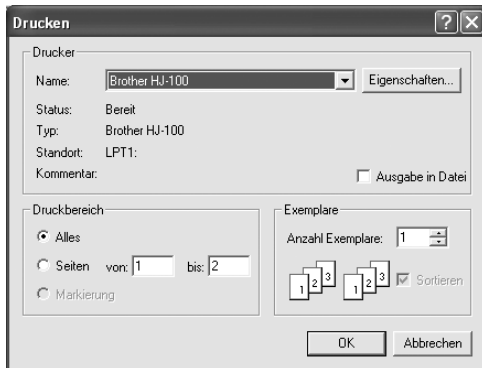 Drucken
Drucker
Name: Brother HJ-100 Eigenschaften...
Status: Bereit
Typ: Brother HJ-100
Standort: LPT1:
Kommentar:
Ausgabe in Datei
Druckbereich
Alles
Seiten von: 1 bis: 2
Markierung
Exemplare
Anzahl Exemplare: 1
1 2 3 1 2 3 Sortieren
OK Abbrechen